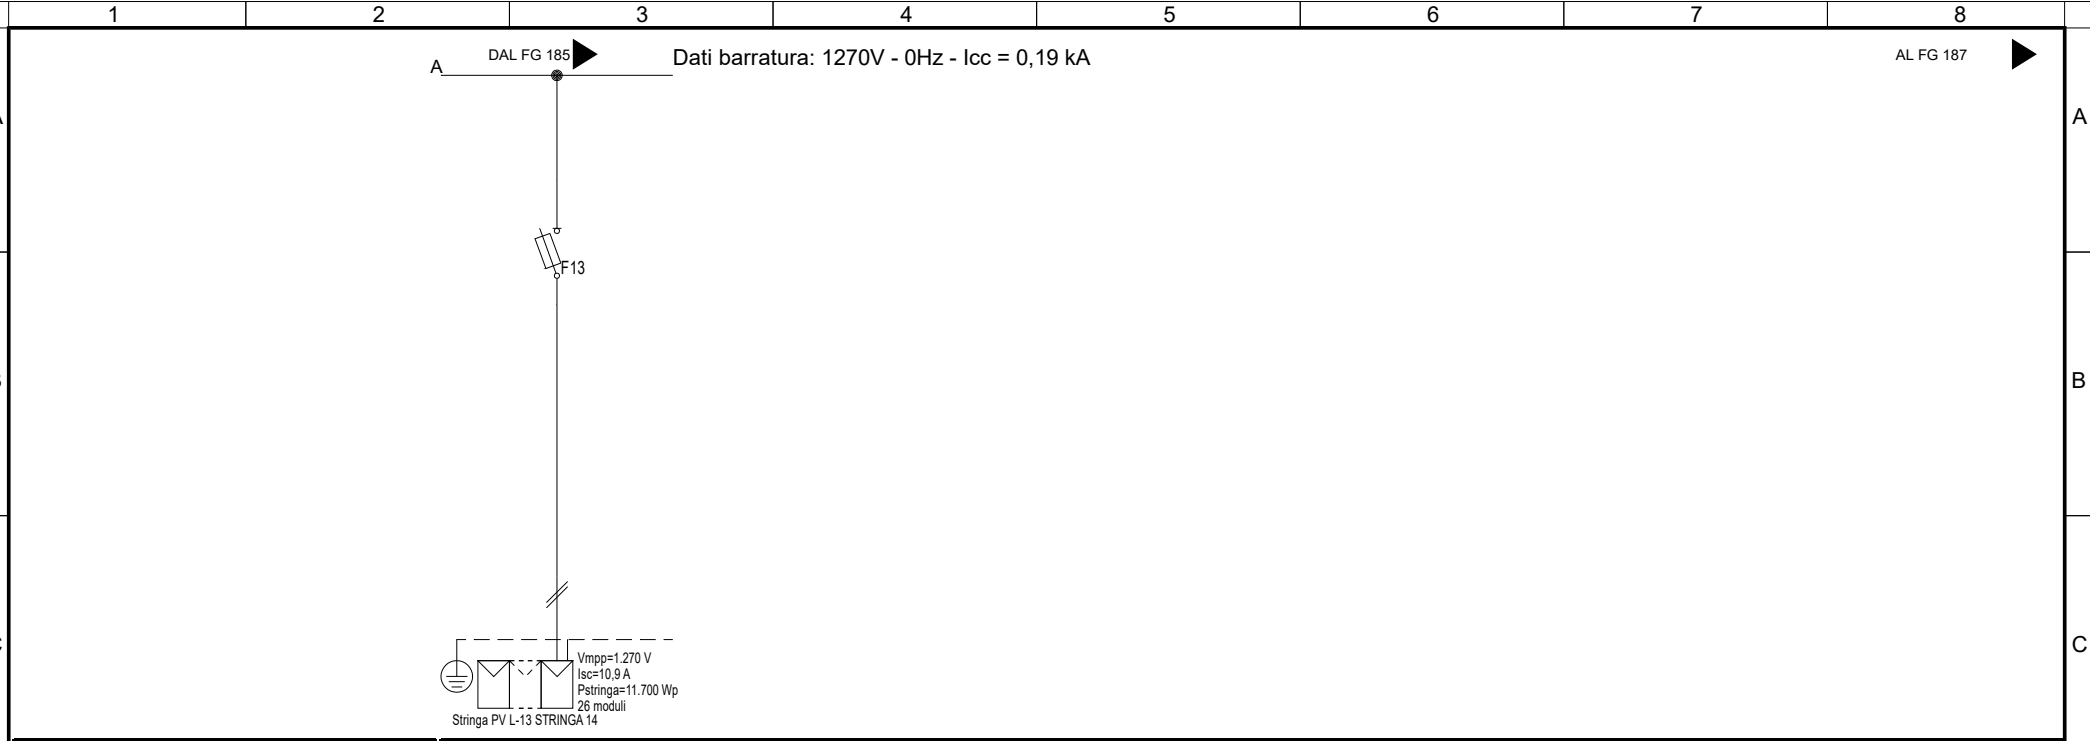 1 2 3 4 5 6 7 8
DAL FG 185
Dati barratura: 1270V - 0Hz - Icc = 0,19 kA
AL FG 187
A
A
F13
B
C
Vmpp=1.270 V
Isc=10,9 A
Pstringa=11.700 Wp
26 moduli
Stringa PV L-13 STRINGA 14